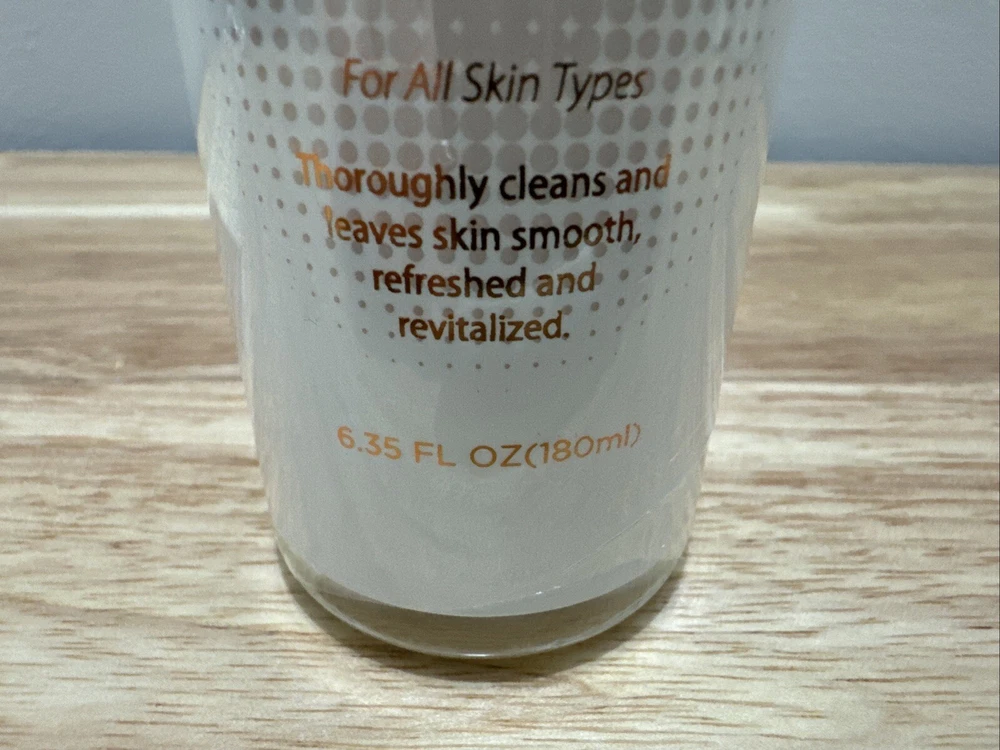 For All Skin Types
Thoroughly cleans and
leaves skin smooth,
refreshed and
revitalized.
6.35 FL OZ(180ml)